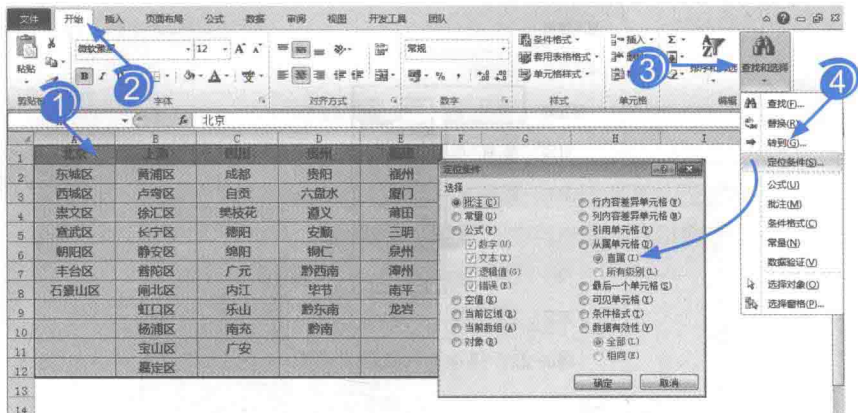 文件 开始 插入 页面布局 公式 数据 审阅 视图 开发工具 团队
12 A A 常规 条件格式 插入 Σ
粘贴 B I A 套用表格格式
% , 单元格样式 查找和选择
字体 对齐方式 数字 样式 单元格 编辑
① ② ③ ④
fx 北京
A B C D E F G H I
1 北京 上海 四川 贵州 福建
2 东城区 黄浦区 成都 贵阳 福州
3 西城区 卢弯区 自贡 六盘水 厦门
4 崇文区 徐汇区 攀枝花 遵义 莆田
5 宣武区 长宁区 德阳 安顺 三明
6 朝阳区 静安区 绵阳 铜仁 泉州
7 丰台区 普陀区 广元 黔西南 漳州
8 石景山区 闸北区 内江 毕节 南平
9 虹口区 乐山 黔东南 龙岩
10 杨浦区 南充 黔南
11 宝山区 广安
12 嘉定区
13
14
定位条件
选择
批注(C) 行内容差异单元格(W)
常量(O) 列内容差异单元格(M)
公式(R) 引用单元格(P)
数字(U) 从属单元格(D)
文本(X) 直属(I)
逻辑值(G) 所有级别(L)
错误(E) 最后一个单元格(S)
空值(K) 可见单元格(Y)
当前区域(R) 条件格式(T)
当前数组(A) 数据有效性(V)
对象(B) 全部(L)
相同(E)
确定 取消
查找(F)...
替换(R)...
转到(G)...
定位条件(S)...
公式(U)
批注(M)
条件格式(C)
常量(N)
数据验证(V)
选择对象(O)
选择窗格(P)...